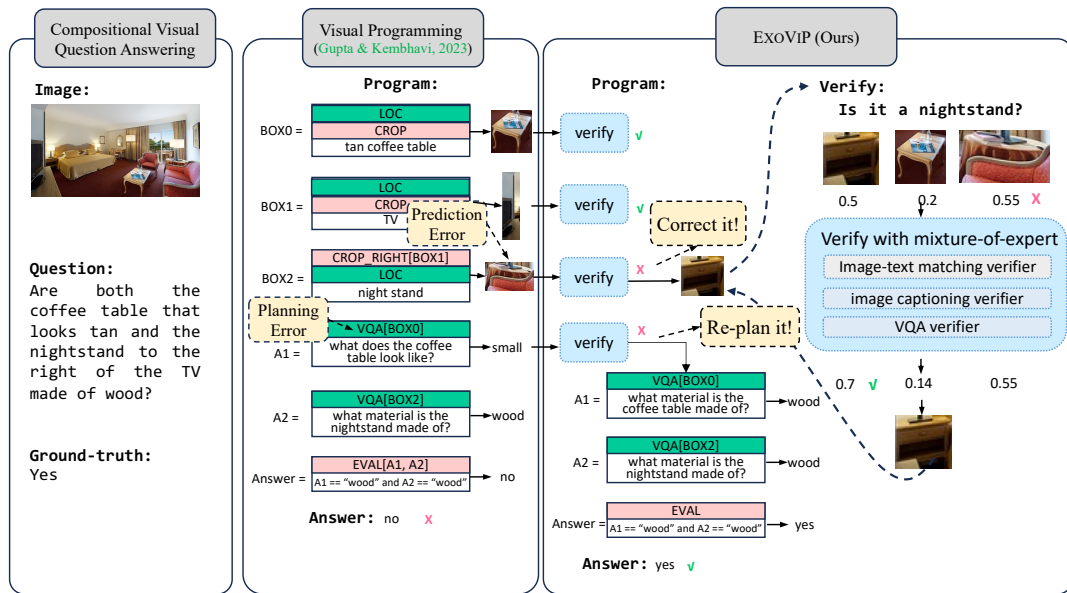 Compositional Visual
Question Answering
Image:
Question:
Are both the
coffee table that
looks tan and the
nightstand to the
right of the TV
made of wood?
Ground-truth:
Yes
Visual Programming
(Gupta & Kembhavi, 2023)
Program:
BOX0 =
LOC
CROP
tan coffee table
BOX1 =
LOC
CROP
TV
Prediction
Error
BOX2 =
CROP_RIGHT[BOX1]
LOC
night stand
Planning
Error
A1 =
VQA[BOX0]
what does the coffee
table look like?
small
A2 =
VQA[BOX2]
what material is the
nightstand made of?
wood
Answer =
EVAL[A1, A2]
A1 == “wood” and A2 == “wood”
no
Answer: no X
EXOVIP (Ours)
Program:
verify √
verify √
Correct it!
verify X
verify X
Re-plan it!
A1 =
VQA[BOX0]
what material is the
coffee table made of?
wood
A2 =
VQA[BOX2]
what material is the
nightstand made of?
wood
Answer =
EVAL
A1 == “wood” and A2 == “wood”
yes
Answer: yes √
Verify:
Is it a nightstand?
0.5 0.2 0.55 X
Verify with mixture-of-expert
Image-text matching verifier
image captioning verifier
VQA verifier
0.7 √ 0.14 0.55